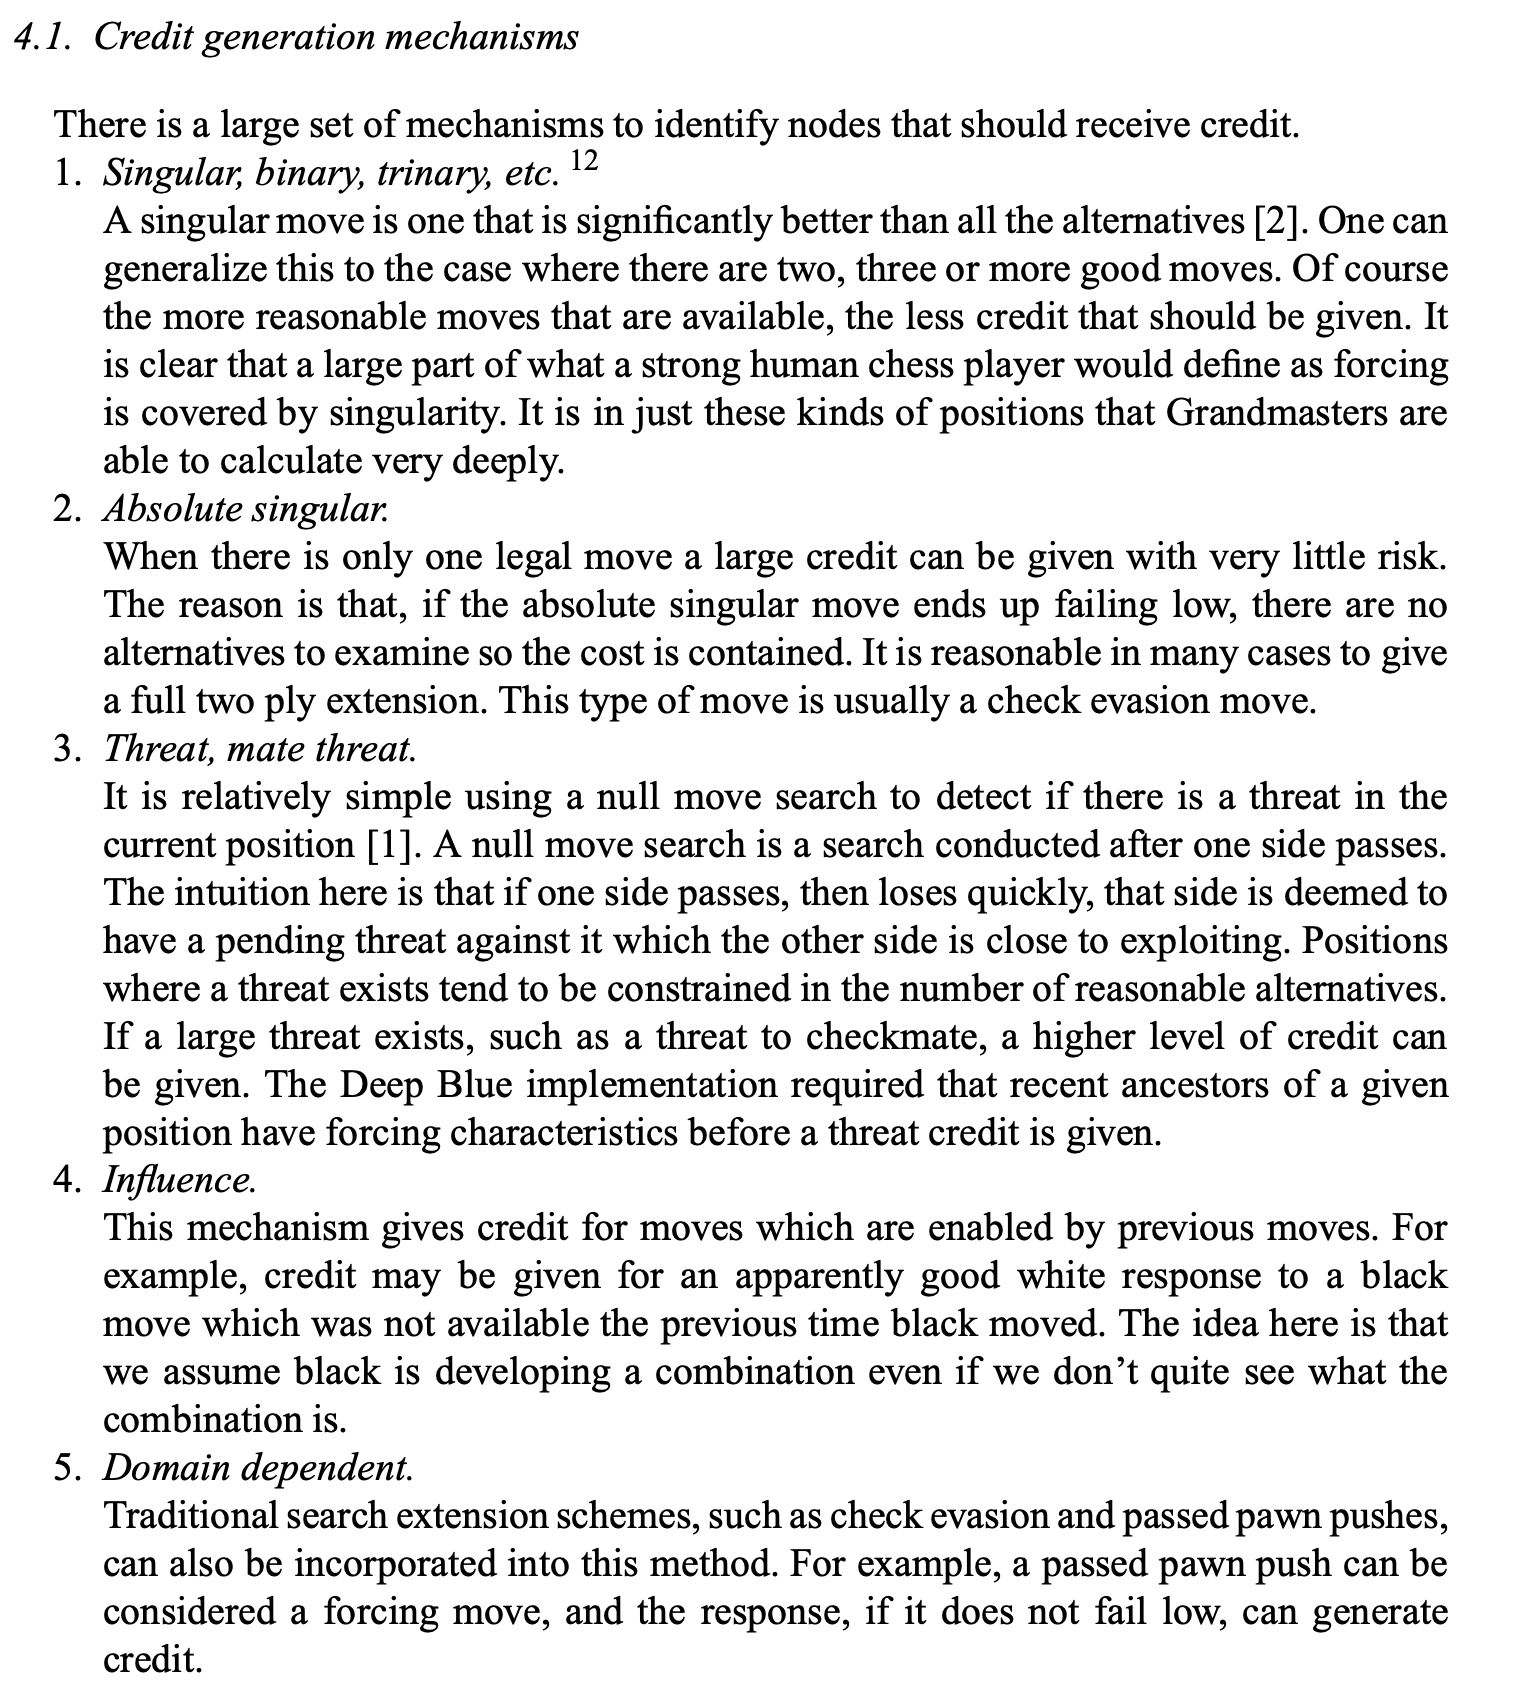 4.1. Credit generation mechanisms
There is a large set of mechanisms to identify nodes that should receive credit.
1. Singular, binary, trinary, etc. 12
A singular move is one that is significantly better than all the alternatives [2]. One can
generalize this to the case where there are two, three or more good moves. Of course
the more reasonable moves that are available, the less credit that should be given. It
is clear that a large part of what a strong human chess player would define as forcing
is covered by singularity. It is in just these kinds of positions that Grandmasters are
able to calculate very deeply.
2. Absolute singular.
When there is only one legal move a large credit can be given with very little risk.
The reason is that, if the absolute singular move ends up failing low, there are no
alternatives to examine so the cost is contained. It is reasonable in many cases to give
a full two ply extension. This type of move is usually a check evasion move.
3. Threat, mate threat.
It is relatively simple using a null move search to detect if there is a threat in the
current position [1]. A null move search is a search conducted after one side passes.
The intuition here is that if one side passes, then loses quickly, that side is deemed to
have a pending threat against it which the other side is close to exploiting. Positions
where a threat exists tend to be constrained in the number of reasonable alternatives.
If a large threat exists, such as a threat to checkmate, a higher level of credit can
be given. The Deep Blue implementation required that recent ancestors of a given
position have forcing characteristics before a threat credit is given.
4. Influence.
This mechanism gives credit for moves which are enabled by previous moves. For
example, credit may be given for an apparently good white response to a black
move which was not available the previous time black moved. The idea here is that
we assume black is developing a combination even if we don’t quite see what the
combination is.
5. Domain dependent.
Traditional search extension schemes, such as check evasion and passed pawn pushes,
can also be incorporated into this method. For example, a passed pawn push can be
considered a forcing move, and the response, if it does not fail low, can generate
credit.